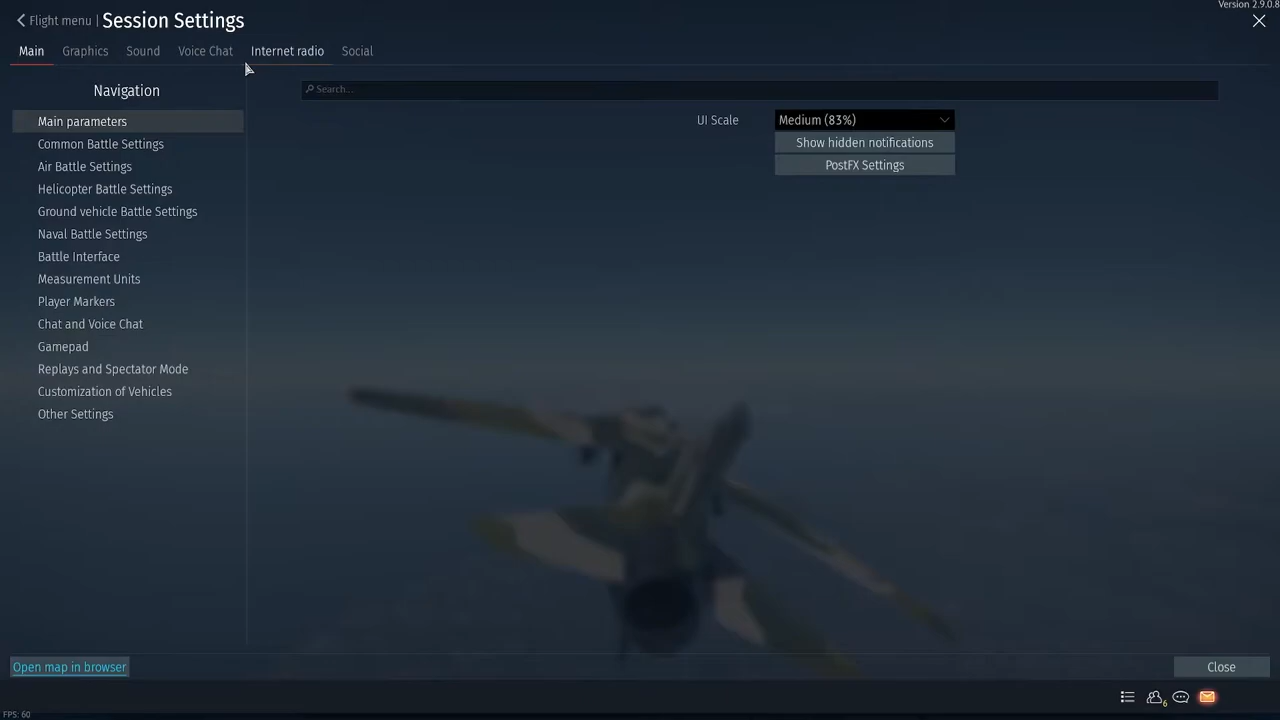 Version 2.9.0.8
Flight menu | Session Settings
Main Graphics Sound Voice Chat Internet radio Social
Navigation
Search...
Main parameters
Common Battle Settings
Air Battle Settings
Helicopter Battle Settings
Ground vehicle Battle Settings
Naval Battle Settings
Battle Interface
Measurement Units
Player Markers
Chat and Voice Chat
Gamepad
Replays and Spectator Mode
Customization of Vehicles
Other Settings
UI Scale Medium (83%)
Show hidden notifications
PostFX Settings
Open map in browser
Close
6
FPS: 60